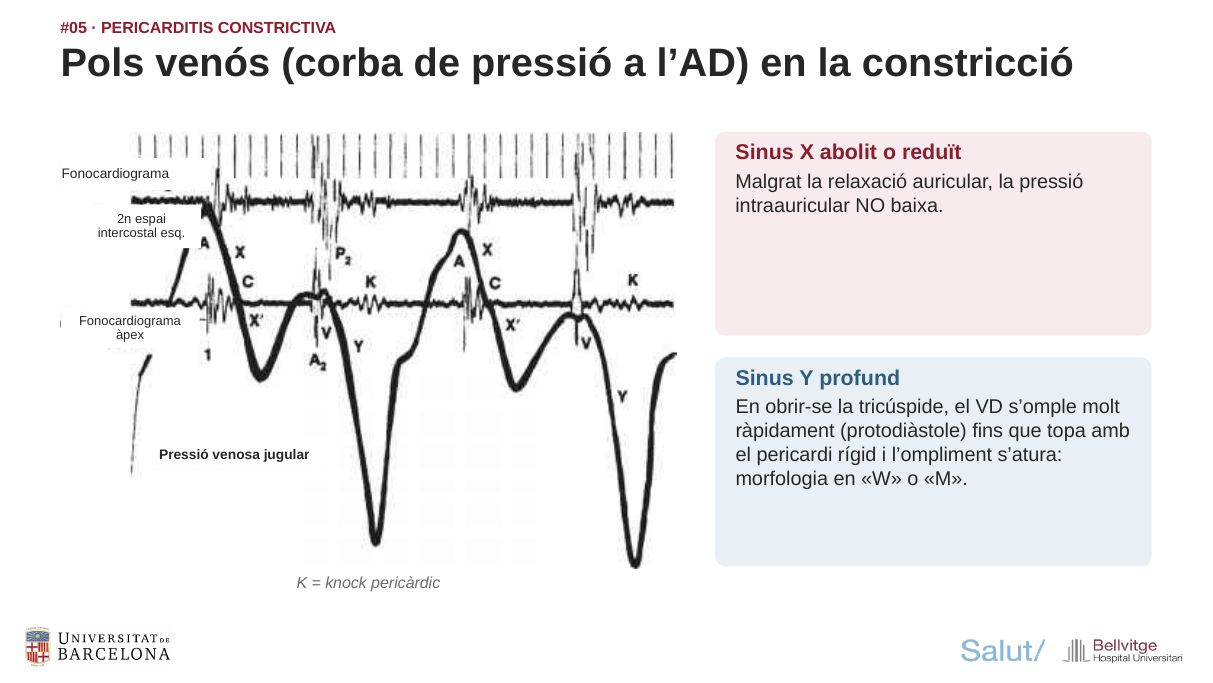 #05 · PERICARDITIS CONSTRICTIVA
Pols venós (corba de pressió a l’AD) en la constricció
Fonocardiograma
2n espai
intercostal esq.
A
X
C
P2
K
A
X
C
K
Fonocardiograma
àpex
X'
V
Y
X'
V
1
A2
Y
Pressió venosa jugular
K = knock pericàrdic
Sinus X abolit o reduït
Malgrat la relaxació auricular, la pressió
intraauricular NO baixa.
Sinus Y profund
En obrir-se la tricúspide, el VD s’omple molt
ràpidament (protodiàstole) fins que topa amb
el pericardi rígid i l’ompliment s’atura:
morfologia en «W» o «M».
UNIVERSITAT DE
BARCELONA
Salut/
Bellvitge
Hospital Universitari